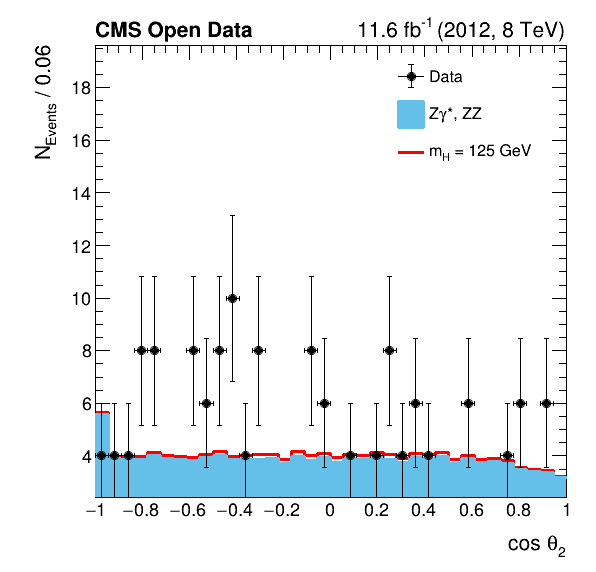 CMS Open Data
11.6 fb⁻¹ (2012, 8 TeV)
N_Events / 0.06
Data
Zγ*, ZZ
m_H = 125 GeV
18
16
14
12
10
8
6
4
−1 −0.8 −0.6 −0.4 −0.2 0 0.2 0.4 0.6 0.8 1
cos θ₂